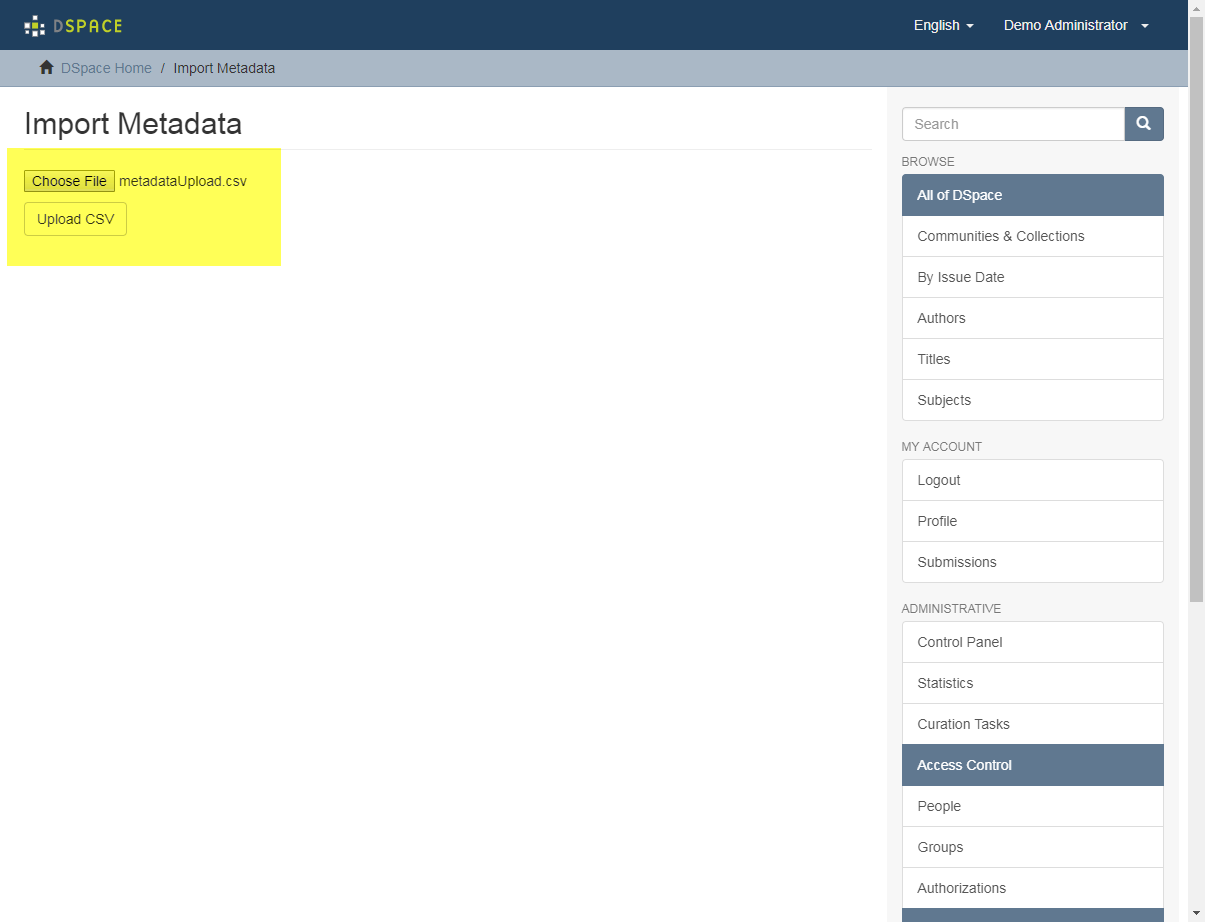 DSPACE
English
Demo Administrator
DSpace Home / Import Metadata
Import Metadata
Choose File metadataUpload.csv
Upload CSV
Search
BROWSE
All of DSpace
Communities & Collections
By Issue Date
Authors
Titles
Subjects
MY ACCOUNT
Logout
Profile
Submissions
ADMINISTRATIVE
Control Panel
Statistics
Curation Tasks
Access Control
People
Groups
Authorizations